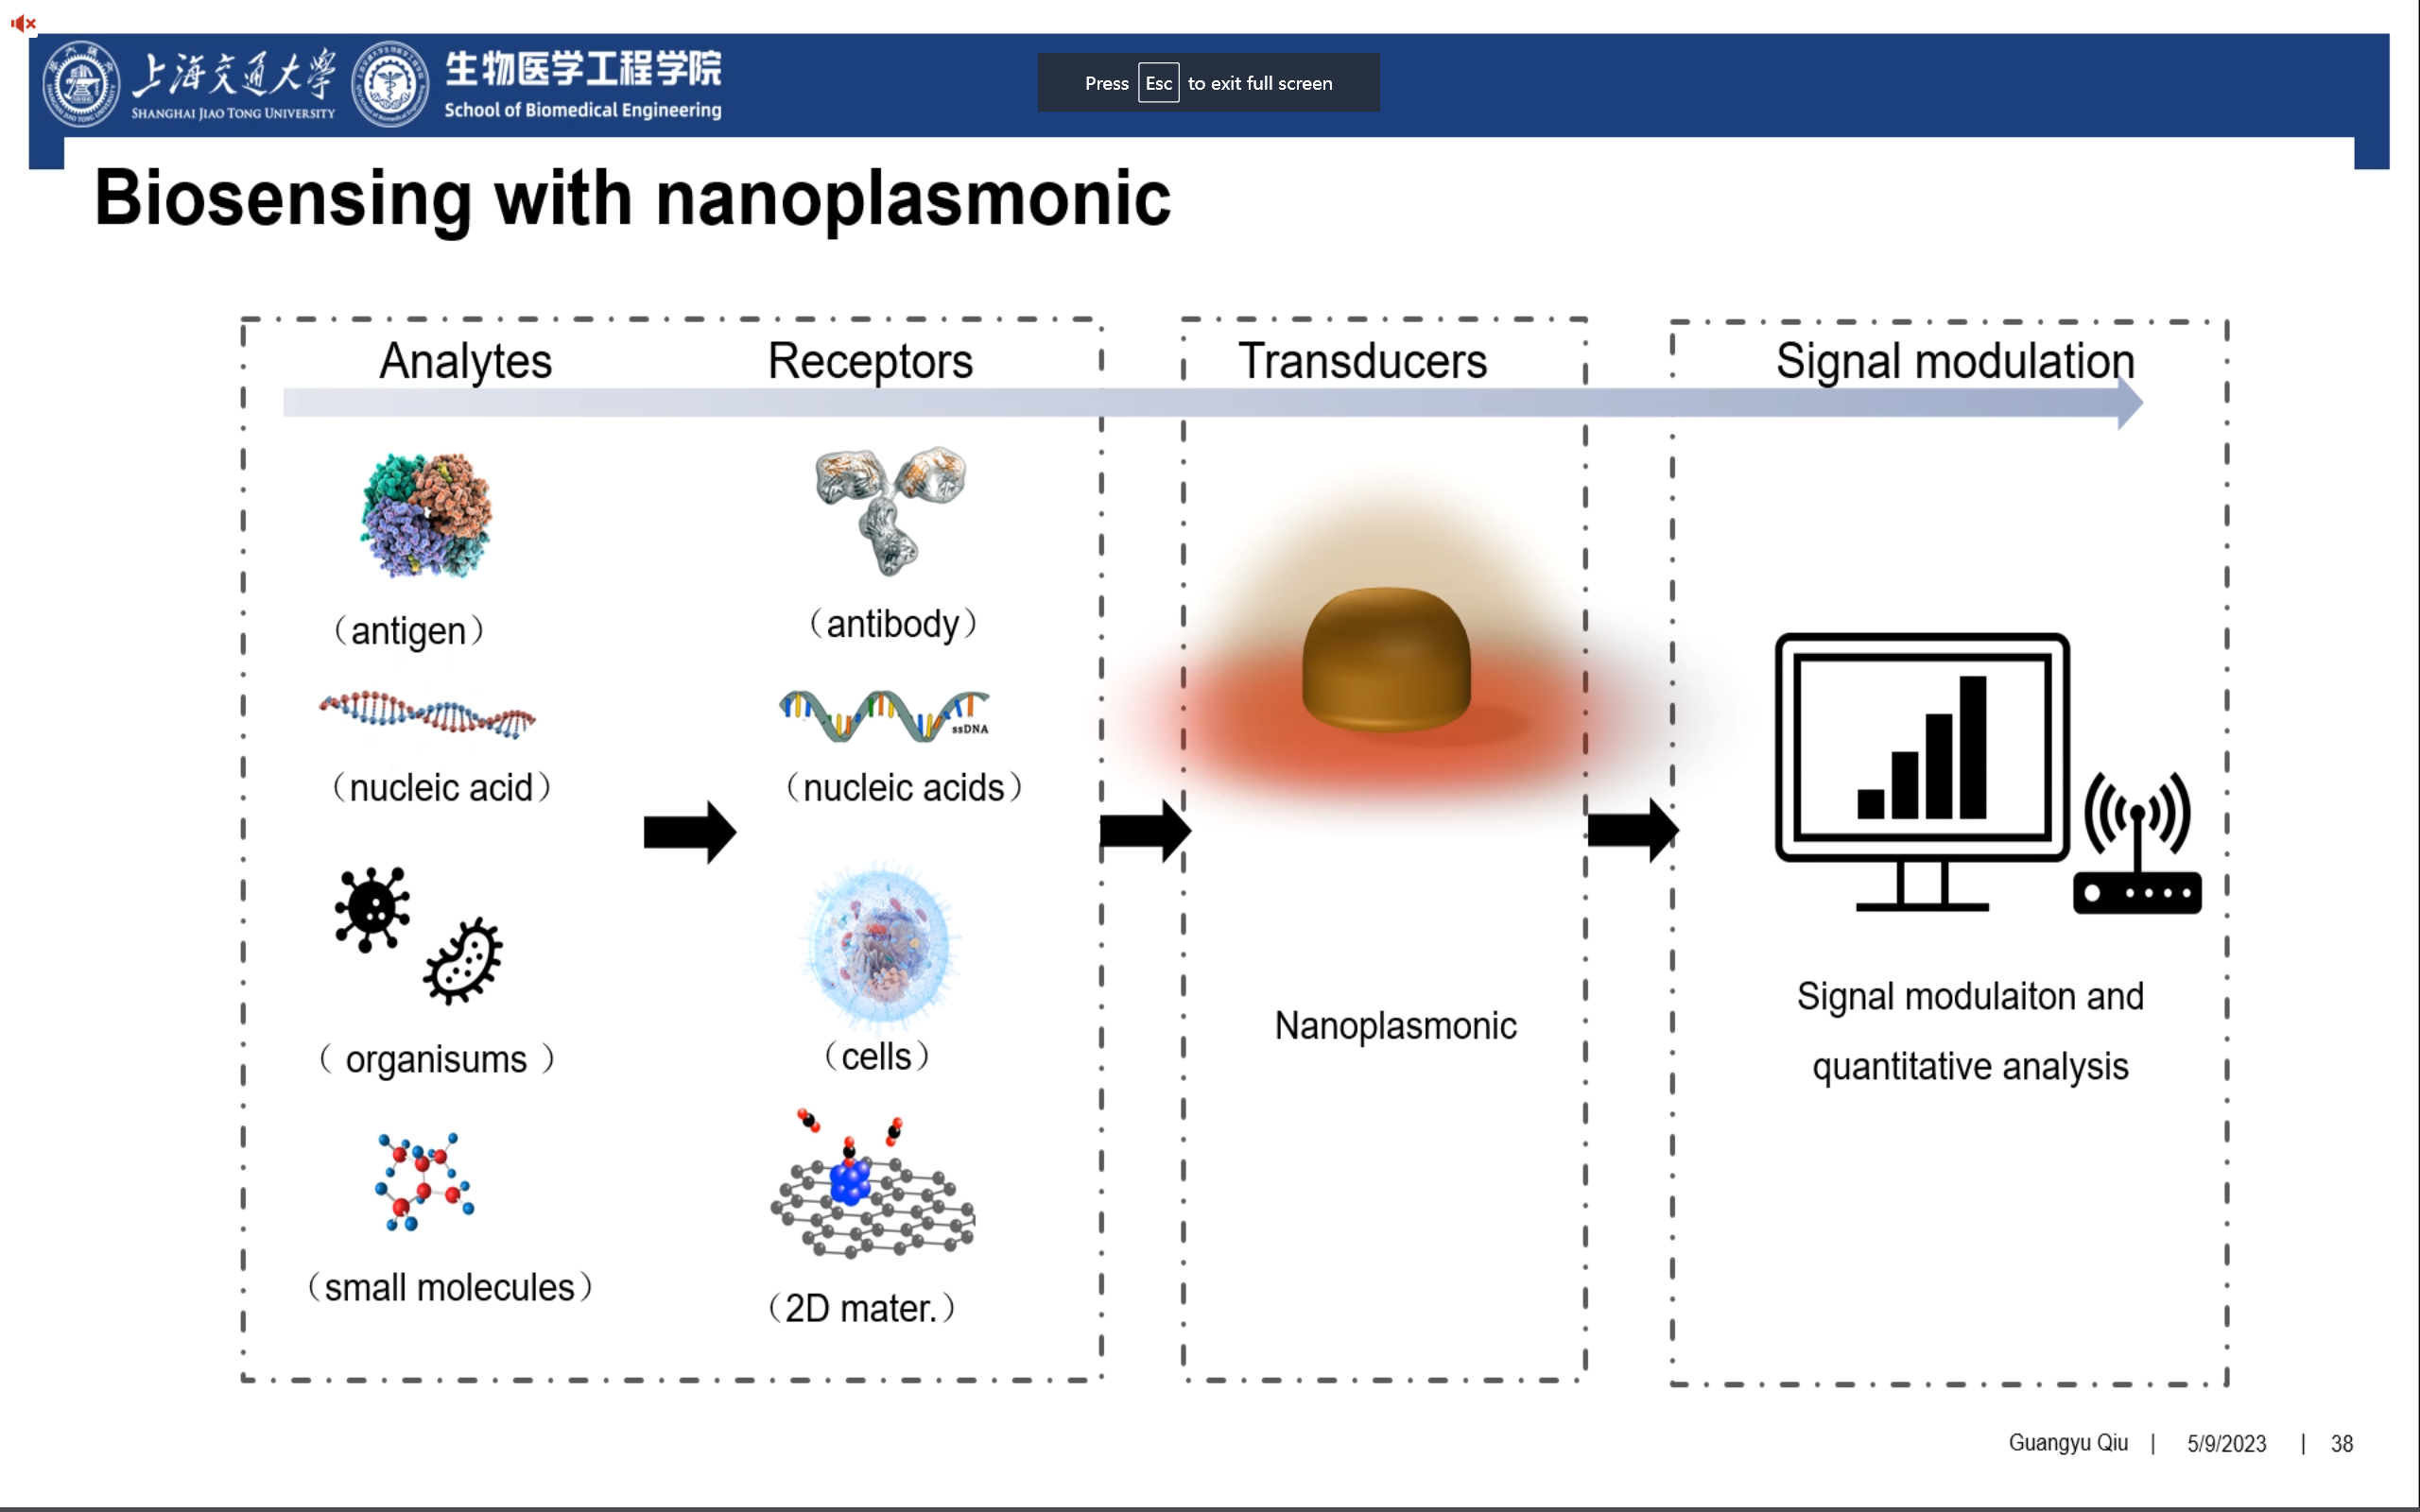 上海交通大学
SHANGHAI JIAO TONG UNIVERSITY
生物医学工程学院
School of Biomedical Engineering
Press Esc to exit full screen
Biosensing with nanoplasmonic
Analytes
Receptors
Transducers
Signal modulation
（antigen）
（antibody）
ssDNA
（nucleic acid）
（nucleic acids）
（ organisums ）
（cells）
（small molecules）
（2D mater.）
Nanoplasmonic
Signal modulaiton and
quantitative analysis
Guangyu Qiu | 5/9/2023 | 38